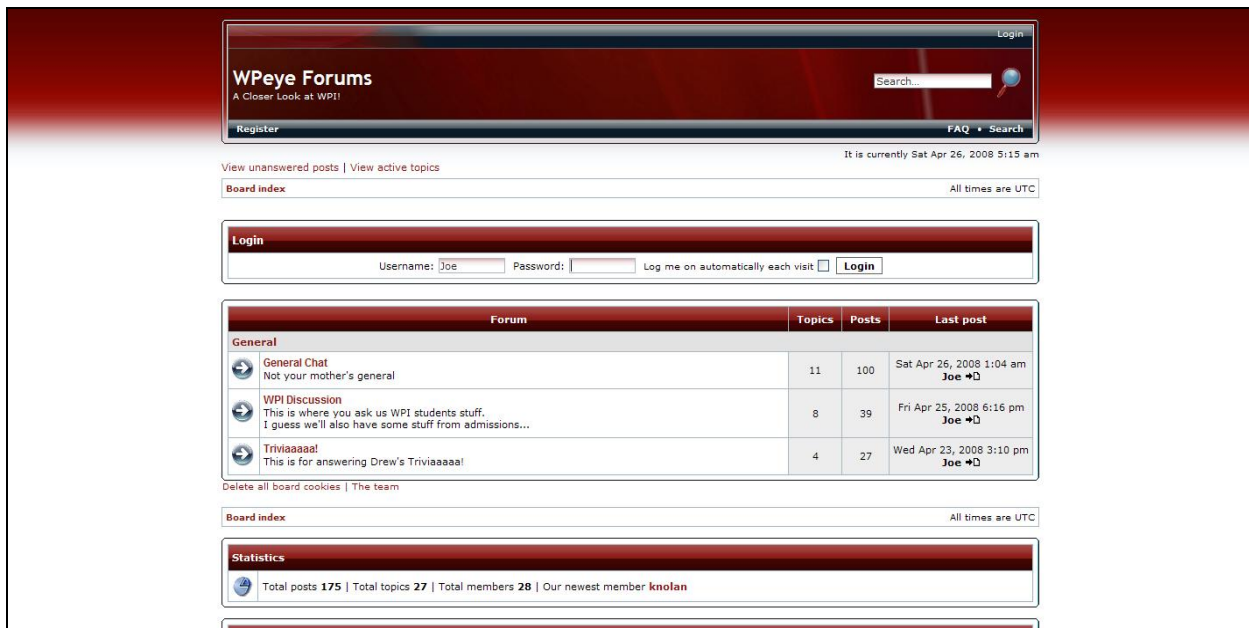 Login
WPeye Forums
A Closer Look at WPI!
Search...
Register
FAQ • Search
It is currently Sat Apr 26, 2008 5:15 am
View unanswered posts | View active topics
Board index
All times are UTC
Login
Username: Joe Password: Log me on automatically each visit Login
Forum Topics Posts Last post
General
General Chat
Not your mother's general
11 100
Sat Apr 26, 2008 1:04 am
Joe
WPI Discussion
This is where you ask us WPI students stuff.
I guess we'll also have some stuff from admissions...
8 39
Fri Apr 25, 2008 6:16 pm
Joe
Triviaaaaa!
This is for answering Drew's Triviaaaaa!
4 27
Wed Apr 23, 2008 3:10 pm
Joe
Delete all board cookies | The team
Board index
All times are UTC
Statistics
Total posts 175 | Total topics 27 | Total members 28 | Our newest member knolan